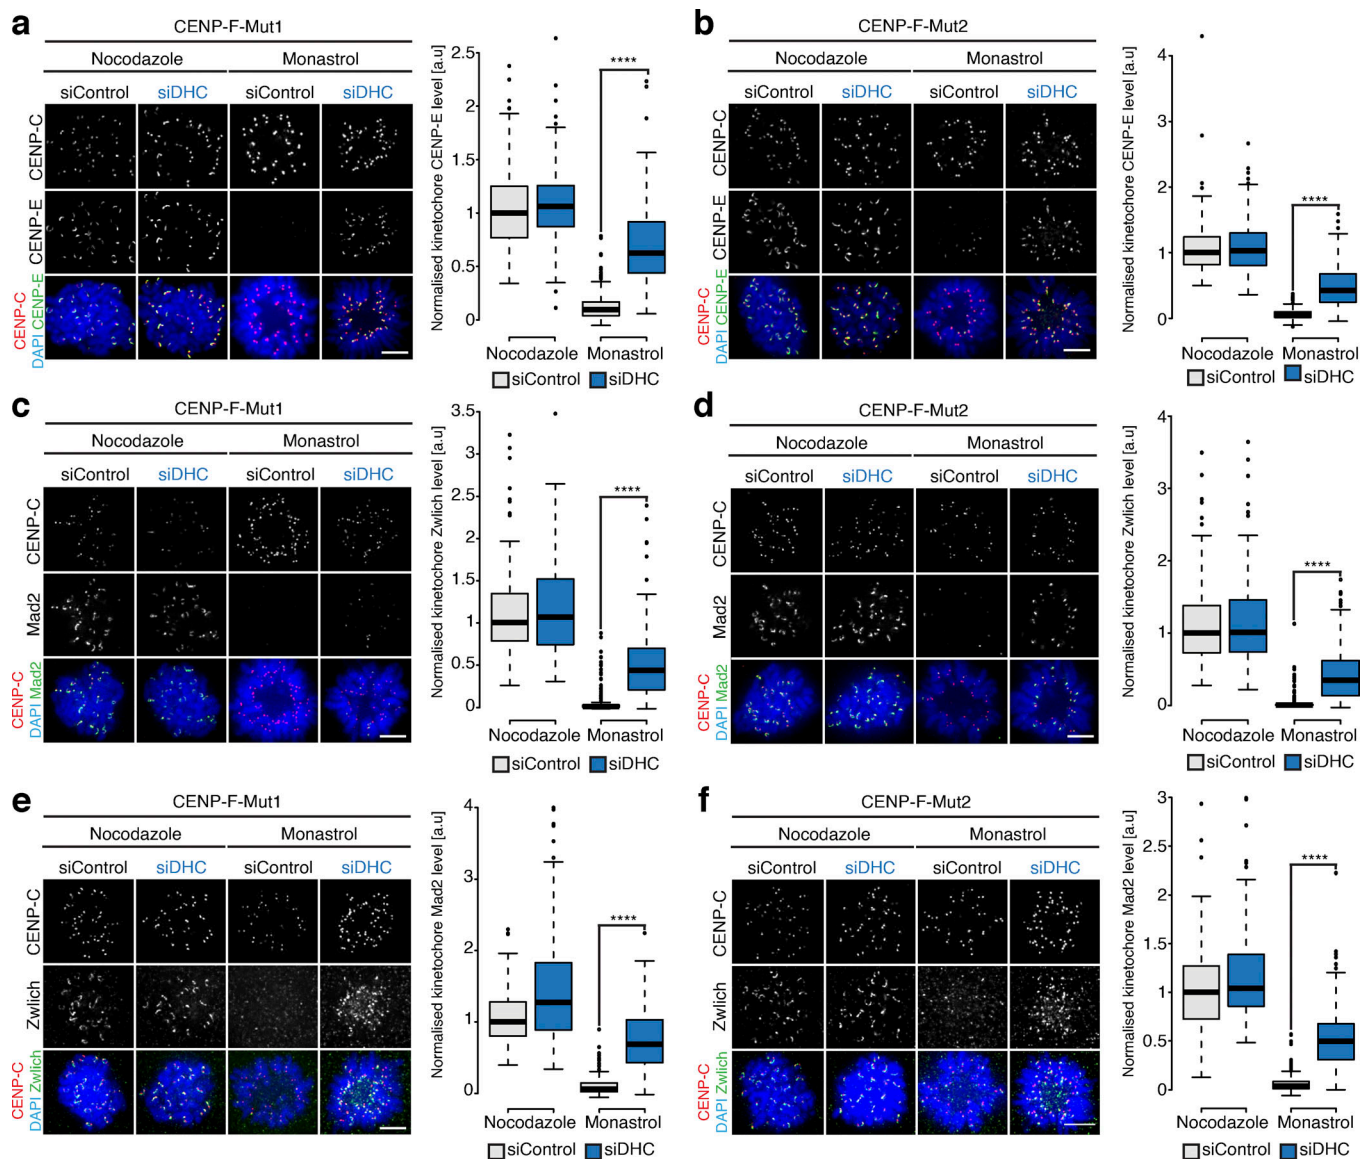 a
CENP-F-Mut1
Nocodazole Monastrol
siControl siDHC siControl siDHC
CENP-C
CENP-E
CENP-C
DAPI CENP-E
Normalised kinetochore CENP-E level [a.u]
2.5
2
1.5
1
0.5
0
****
Nocodazole Monastrol
siControl siDHC
b
CENP-F-Mut2
Nocodazole Monastrol
siControl siDHC siControl siDHC
CENP-C
CENP-E
CENP-C
DAPI CENP-E
Normalised kinetochore CENP-E level [a.u]
4
4
2
1
0
****
Nocodazole Monastrol
siControl siDHC
c
CENP-F-Mut1
Nocodazole Monastrol
siControl siDHC siControl siDHC
CENP-C
Mad2
CENP-C
DAPI Mad2
Normalised kinetochore Zwlich level [a.u]
3.5
3
2.5
2
1.5
1
0.5
0
****
Nocodazole Monastrol
siControl siDHC
d
CENP-F-Mut2
Nocodazole Monastrol
siControl siDHC siControl siDHC
CENP-C
Mad2
CENP-C
DAPI Mad2
Normalised kinetochore Zwlich level [a.u]
4
4
2
1
0
****
Nocodazole Monastrol
siControl siDHC
e
CENP-F-Mut1
Nocodazole Monastrol
siControl siDHC siControl siDHC
CENP-C
Zwlich
CENP-C
DAPI Zwlich
Normalised kinetochore Mad2 level [a.u]
4
4
2
1
0
****
Nocodazole Monastrol
siControl siDHC
f
CENP-F-Mut2
Nocodazole Monastrol
siControl siDHC siControl siDHC
CENP-C
Zwlich
CENP-C
DAPI Zwlich
Normalised kinetochore Mad2 level [a.u]
3
2.5
2
1.5
1
0.5
0
****
Nocodazole Monastrol
siControl siDHC